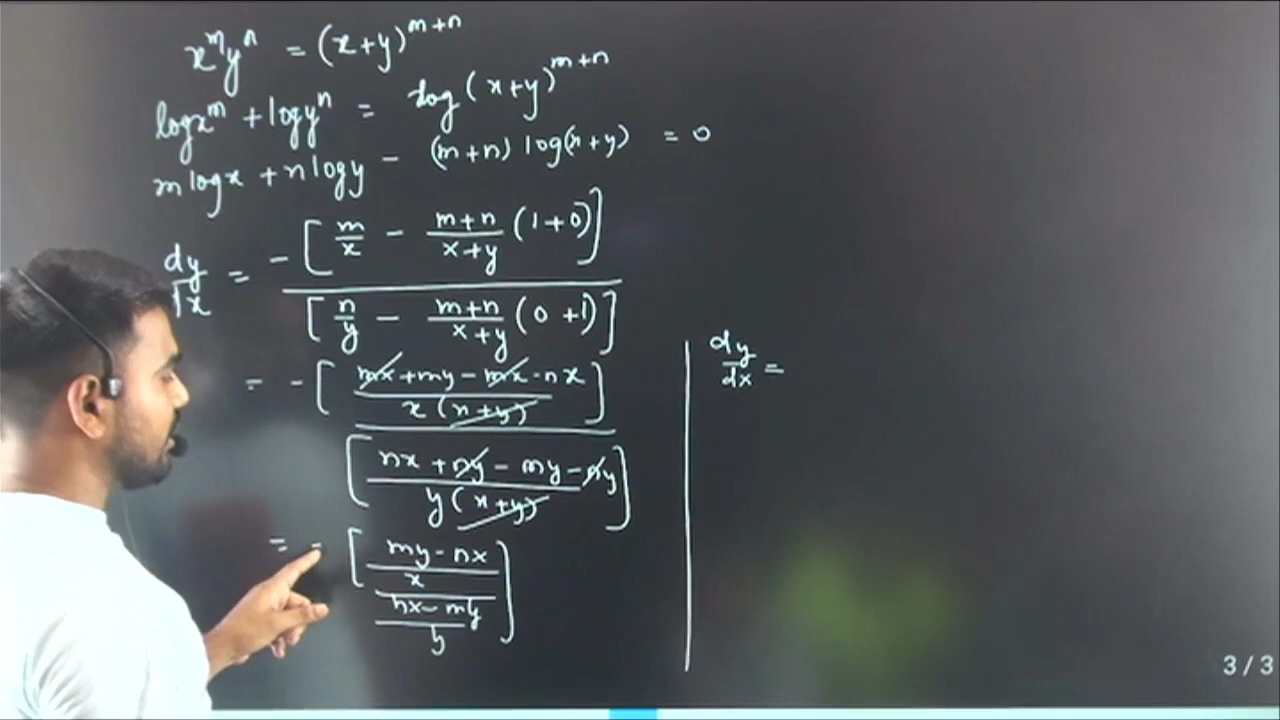 x^m y^n = (x+y)^{m+n}
log x^m + log y^n = log (x+y)^{m+n}
m log x + n log y - (m+n) log(x+y) = 0
dy/dx = -[m/x - (m+n)/(x+y) (1+0)] / [n/y - (m+n)/(x+y) (0+1)]
= -[(mx+my-mx-nx)/(x(x+y))] / [(nx+ny-my-ny)/(y(x+y))]
= -[((my-nx)/x) / ((nx-my)/y)]
dy/dx =
3/3